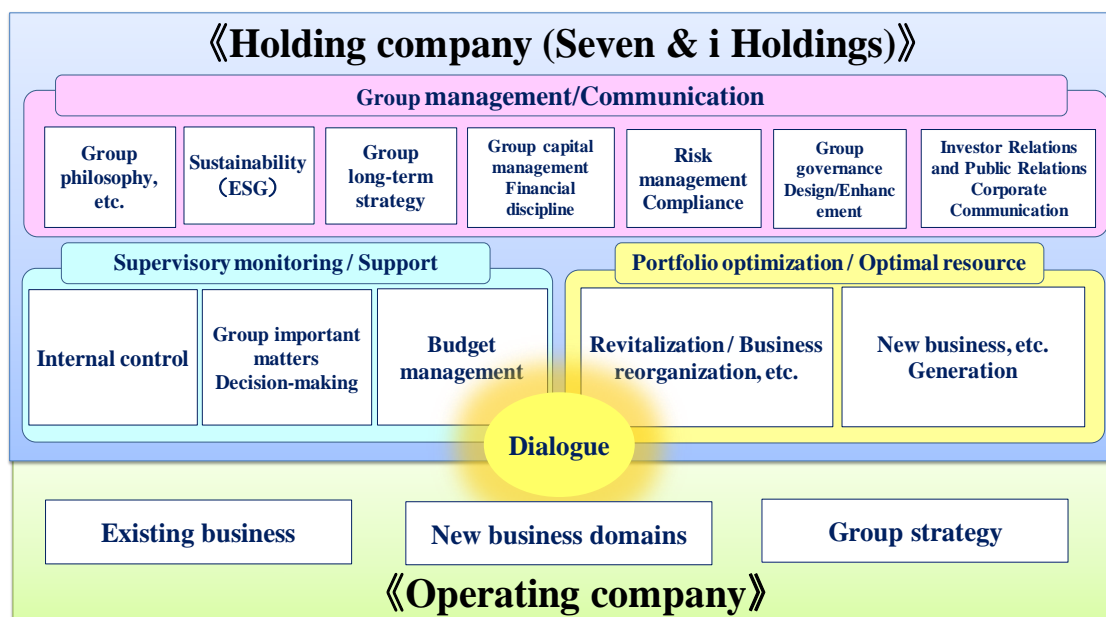 《Holding company (Seven & i Holdings)》
Group management/Communication
Group
philosophy,
etc.
Sustainability
（ESG）
Group
long-term
strategy
Group capital
management
Financial
discipline
Risk
management
Compliance
Group
governance
Design/Enhanc
ement
Investor Relations
and Public Relations
Corporate
Communication
Supervisory monitoring / Support
Internal control
Group important
matters
Decision-making
Budget
management
Portfolio optimization / Optimal resource
Revitalization / Business
reorganization, etc.
New business, etc.
Generation
Dialogue
Existing business
New business domains
Group strategy
《Operating company》